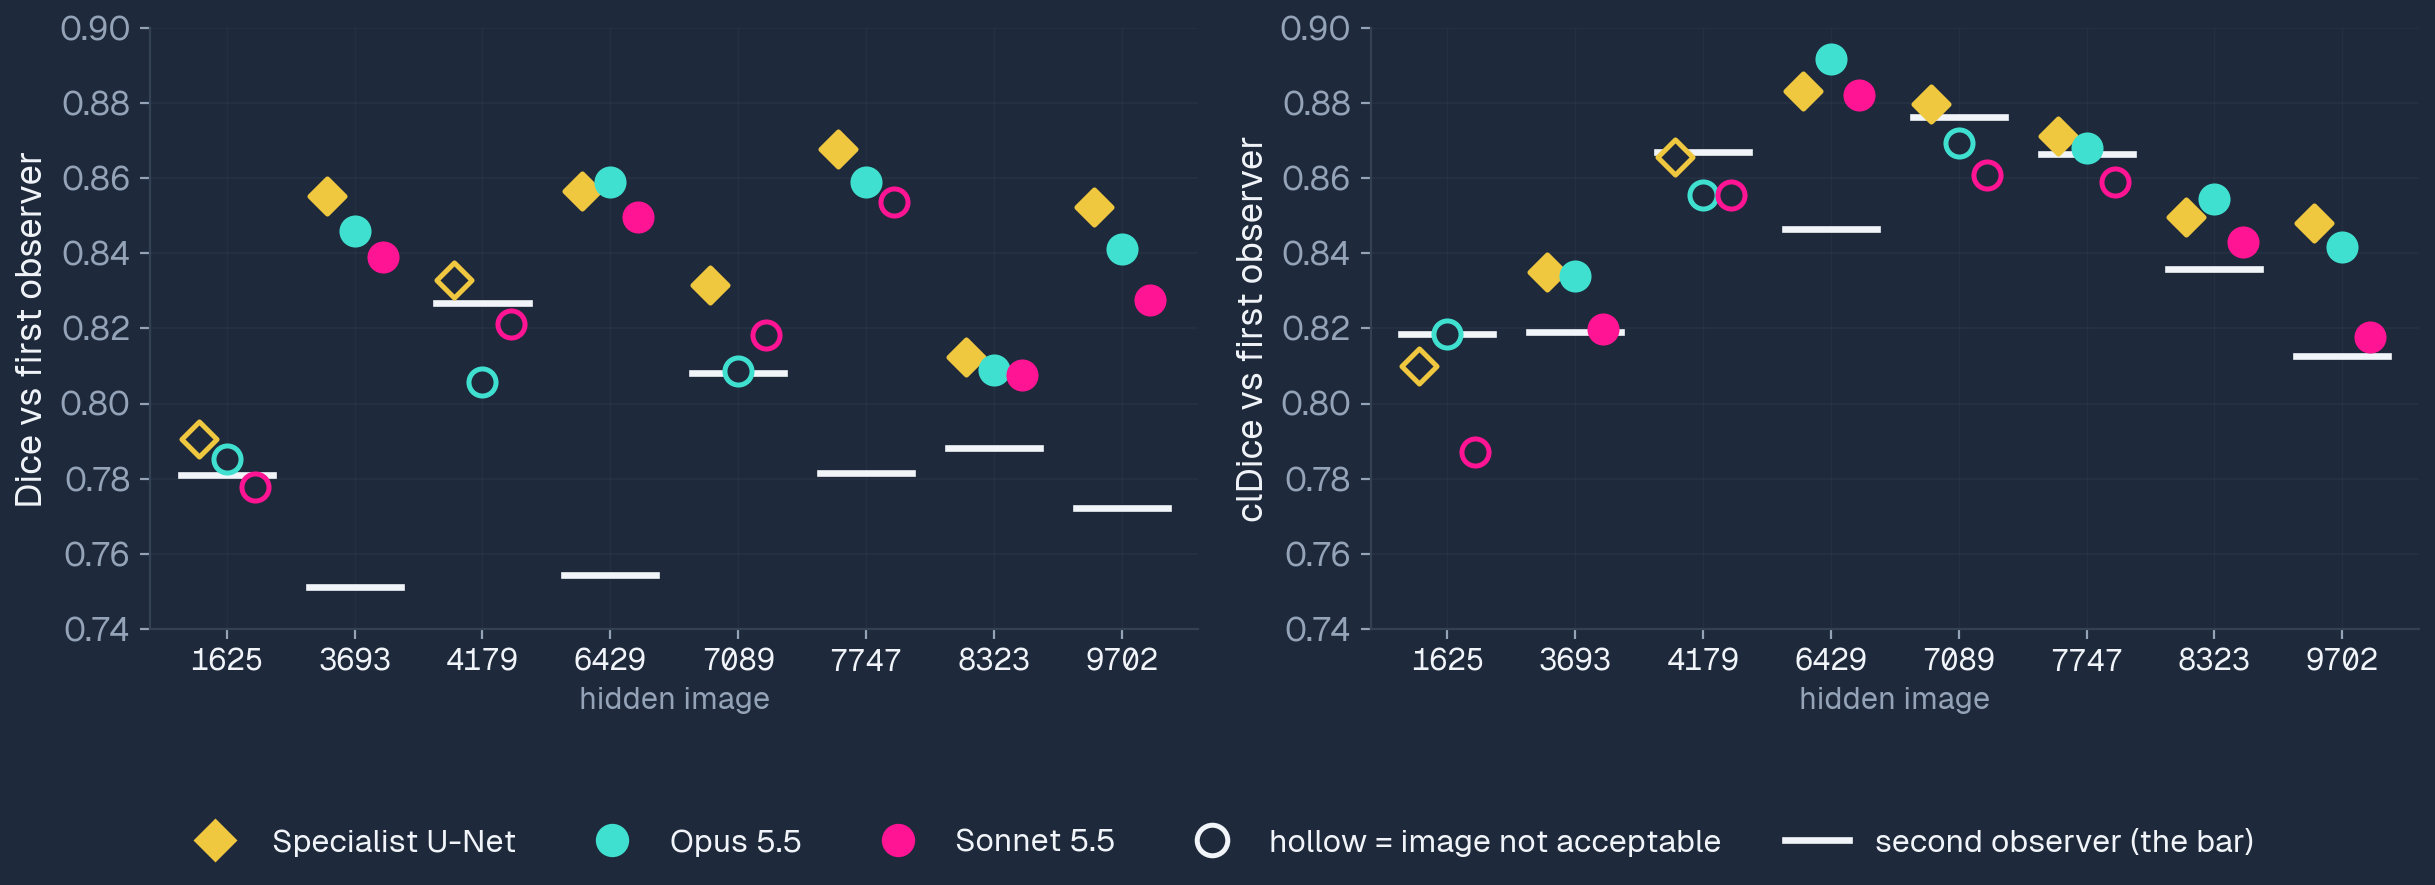 Dice vs first observer
0.90
0.88
0.86
0.84
0.82
0.80
0.78
0.76
0.74
1625 3693 4179 6429 7089 7747 8323 9702
hidden image
clDice vs first observer
0.90
0.88
0.86
0.84
0.82
0.80
0.78
0.76
0.74
1625 3693 4179 6429 7089 7747 8323 9702
hidden image
Specialist U-Net Opus 5.5 Sonnet 5.5 hollow = image not acceptable second observer (the bar)